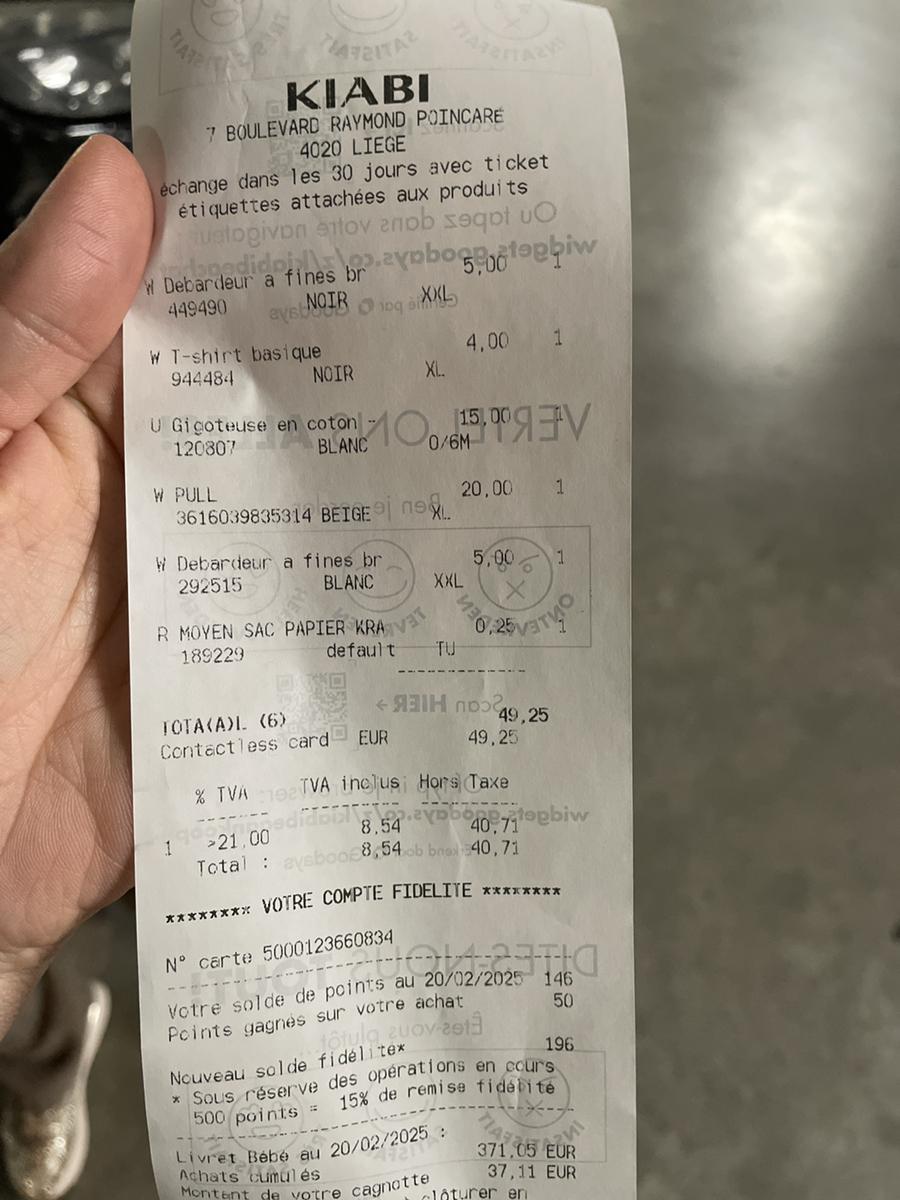 KIABI
7 BOULEVARD RAYMOND POINCARE
4020 LIEGE
échange dans les 30 jours avec ticket
étiquettes attachées aux produits
W Debardeur a fines br 5,00 1
449490 NOIR XXL
W T-shirt basique 4,00 1
944484 NOIR XL
U Gigoteuse en coton - 15,00 1
120807 BLANC 0/6M
W PULL 20,00 1
3616039835314 BEIGE XL
W Debardeur a fines br 5,00 1
292515 BLANC XXL
R MOYEN SAC PAPIER KRA 0,25 1
189229 default TU
TOTA(A)L (6) 49,25
Contactless card EUR 49,25
% TVA TVA inclus Hors Taxe
1 >21,00 8,54 40,71
Total : 8,54 40,71
******** VOTRE COMPTE FIDELITE ********
N° carte 5000123660834
Votre solde de points au 20/02/2025 146
Points gagnés sur votre achat 50
Nouveau solde fidélité* 196
* Sous réserve des opérations en cours
500 points = 15% de remise fidélité
Livret Bébé au 20/02/2025 :
Achats cumulés 371,05 EUR
Montant de votre cagnotte 37,11 EUR
clôturer en